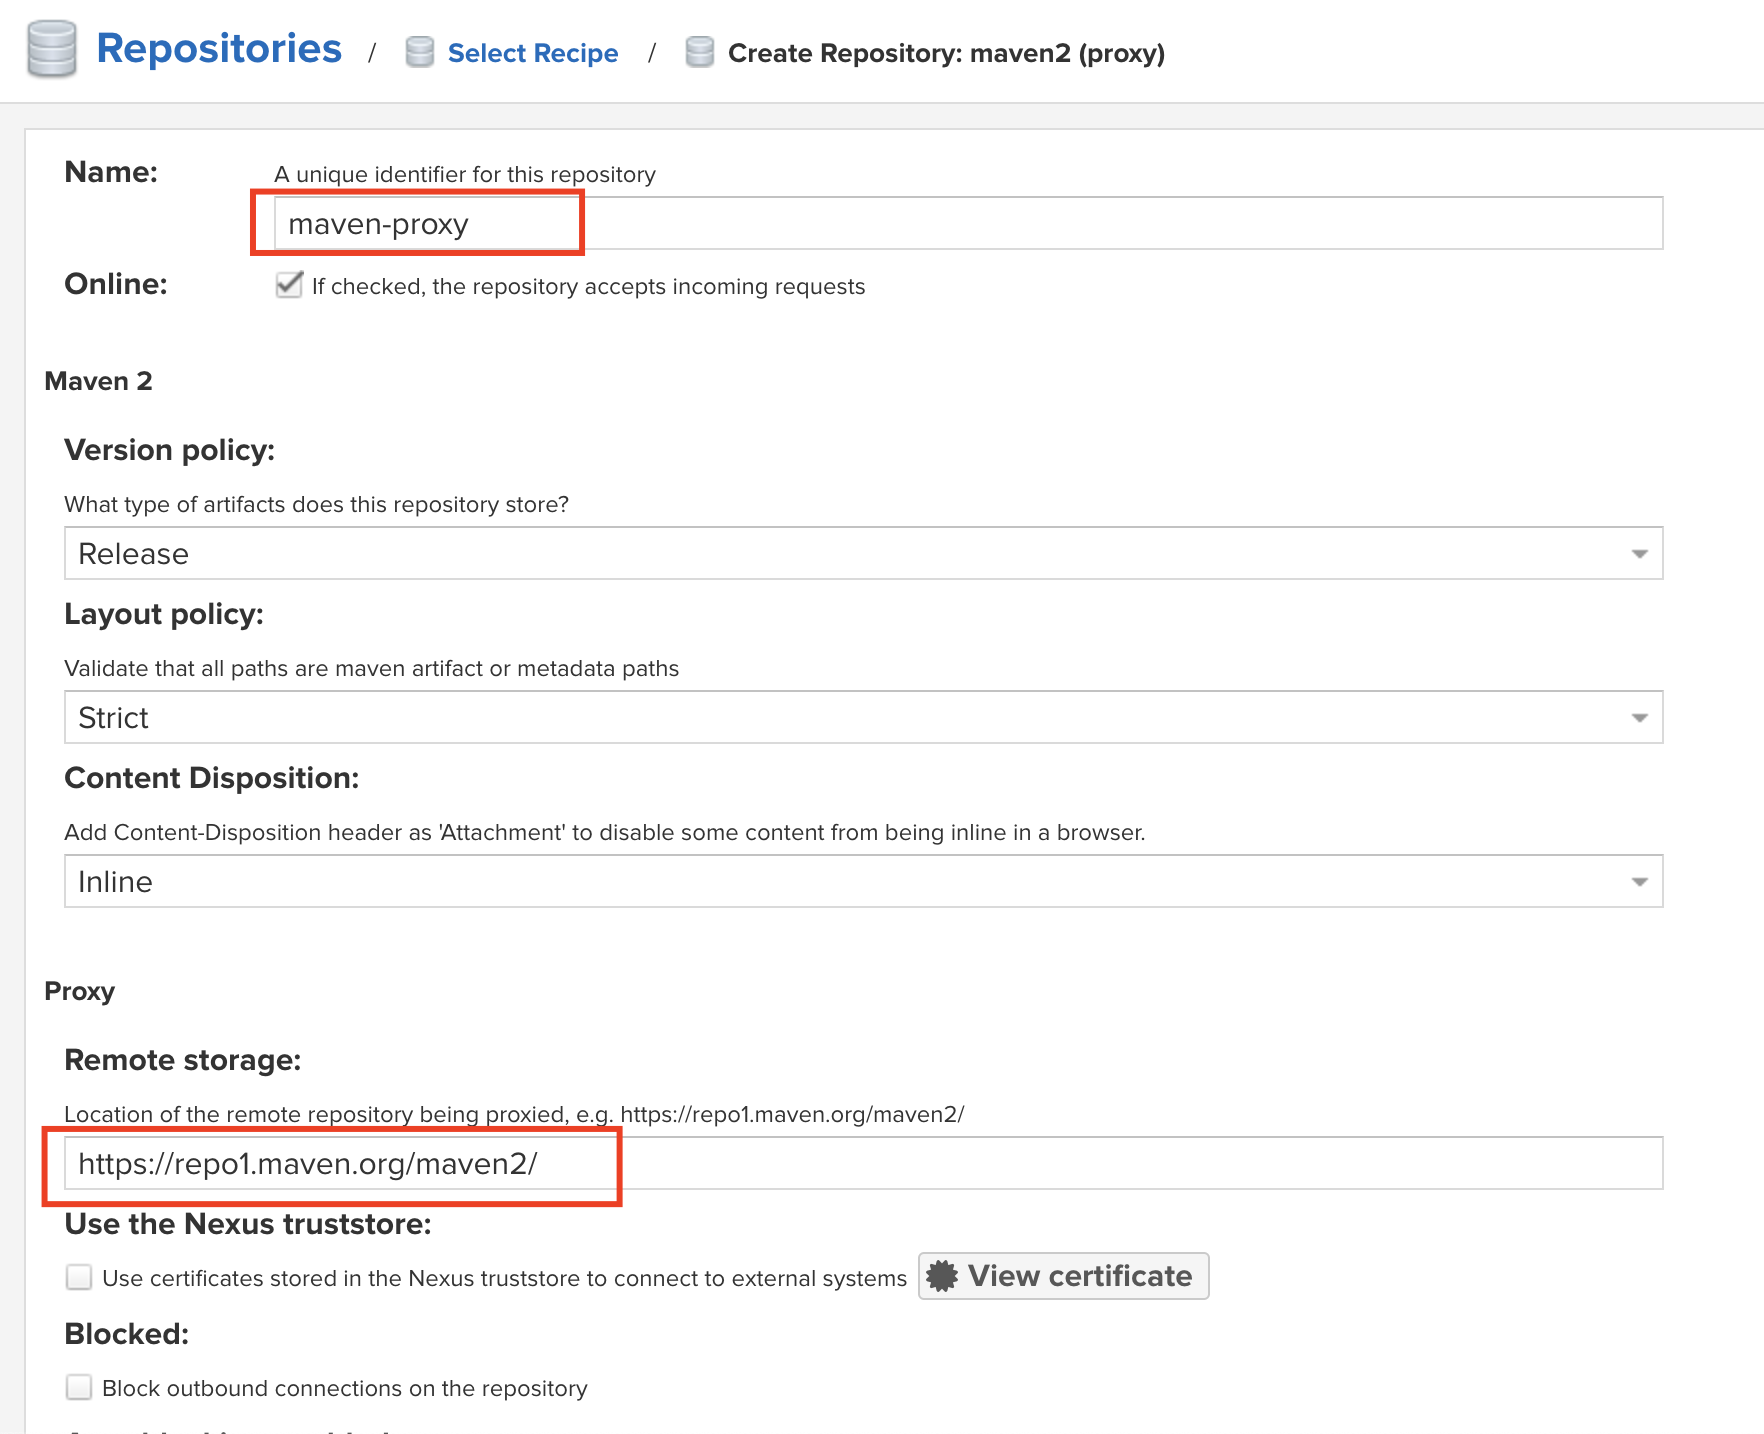 Repositories / Select Recipe / Create Repository: maven2 (proxy)
Name: A unique identifier for this repository
maven-proxy
Online: If checked, the repository accepts incoming requests
Maven 2
Version policy:
What type of artifacts does this repository store?
Release
Layout policy:
Validate that all paths are maven artifact or metadata paths
Strict
Content Disposition:
Add Content-Disposition header as 'Attachment' to disable some content from being inline in a browser.
Inline
Proxy
Remote storage:
Location of the remote repository being proxied, e.g. https://repo1.maven.org/maven2/
https://repo1.maven.org/maven2/
Use the Nexus truststore:
Use certificates stored in the Nexus truststore to connect to external systems View certificate
Blocked:
Block outbound connections on the repository